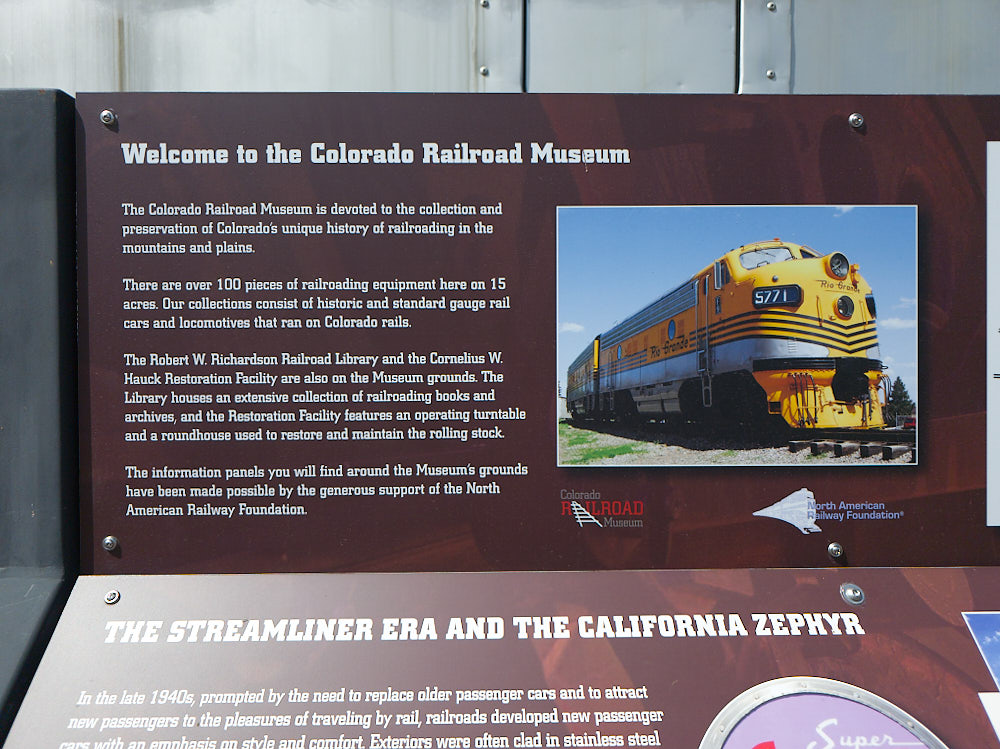 Welcome to the Colorado Railroad Museum
The Colorado Railroad Museum is devoted to the collection and
preservation of Colorado's unique history of railroading in the
mountains and plains.
There are over 100 pieces of railroading equipment here on 15
acres. Our collections consist of historic and standard gauge rail
cars and locomotives that ran on Colorado rails.
The Robert W. Richardson Railroad Library and the Cornelius W.
Hauck Restoration Facility are also on the Museum grounds. The
Library houses an extensive collection of railroading books and
archives, and the Restoration Facility features an operating turntable
and a roundhouse used to restore and maintain the rolling stock.
The information panels you will find around the Museum's grounds
have been made possible by the generous support of the North
American Railway Foundation.
Rio Grande
5771
Rio Grande
Colorado
RAILROAD
Museum
North American
Railway Foundation®
THE STREAMLINER ERA AND THE CALIFORNIA ZEPHYR
In the late 1940s, prompted by the need to replace older passenger cars and to attract
new passengers to the pleasures of traveling by rail, railroads developed new passenger
cars with an emphasis on style and comfort. Exteriors were often clad in stainless steel
Super